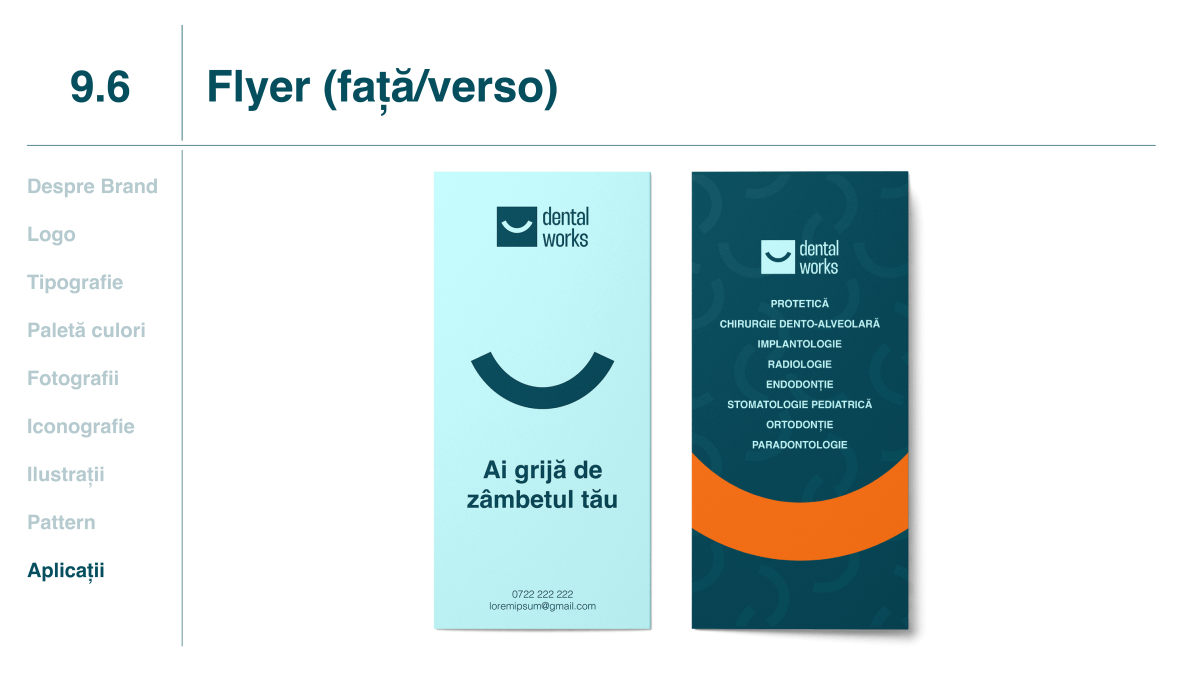 9.6
Flyer (față/verso)
Despre Brand
Logo
Tipografie
Paletă culori
Fotografii
Iconografie
Ilustrații
Pattern
Aplicații
dental
works
Ai grijă de
zâmbetul tău
0722 222 222
loremipsum@gmail.com
dental
works
PROTETICĂ
CHIRURGIE DENTO-ALVEOLARĂ
IMPLANTOLOGIE
RADIOLOGIE
ENDODONȚIE
STOMATOLOGIE PEDIATRICĂ
ORTODONȚIE
PARADONTOLOGIE